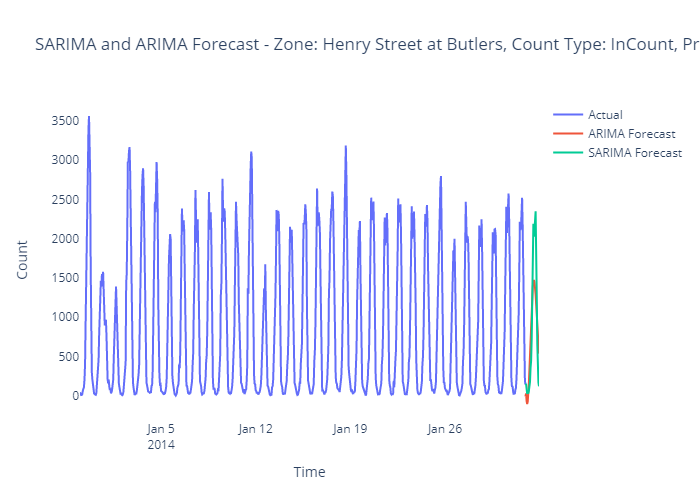 SARIMA and ARIMA Forecast - Zone: Henry Street at Butlers, Count Type: InCount, Pr
Actual
ARIMA Forecast
SARIMA Forecast
3500
3000
2500
2000
1500
1000
500
0
Count
Jan 5
2014
Jan 12
Jan 19
Jan 26
Time